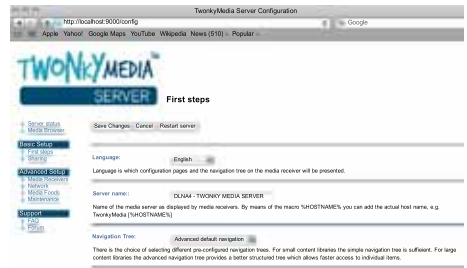 TwonkyMedia Server Configuration
http://localhost:9000/config
Google
Apple Yahoo! Google Maps YouTube Wikipedia News (510) Popular
TWONKYMEDIA
SERVER
First steps
Server status
Media Browser
Save Changes Cancel Restart server
Basic Setup
First steps
Sharing
Advanced Setup
Media Receivers
Network
Media Feeds
Maintenance
Support
FAQ
Forum
Language: English
Language is which configuration pages and the navigation tree on the media receiver will be presented.
Server name:: DLNA4 - TWONKY MEDIA SERVER
Name of the media server as displayed by media receivers. By means of the macro %HOSTNAME% you can add the actual host name, e.g.
TwonkyMedia [%HOSTNAME%]
Navigation Tree: Advanced default navigation
There is the choice of selecting different pre-configured navigation trees. For small content libraries the simple navigation tree is suffieient. For large
content libraries the advanced navigation tree provides a better structured tree which allows faster access to individual items.